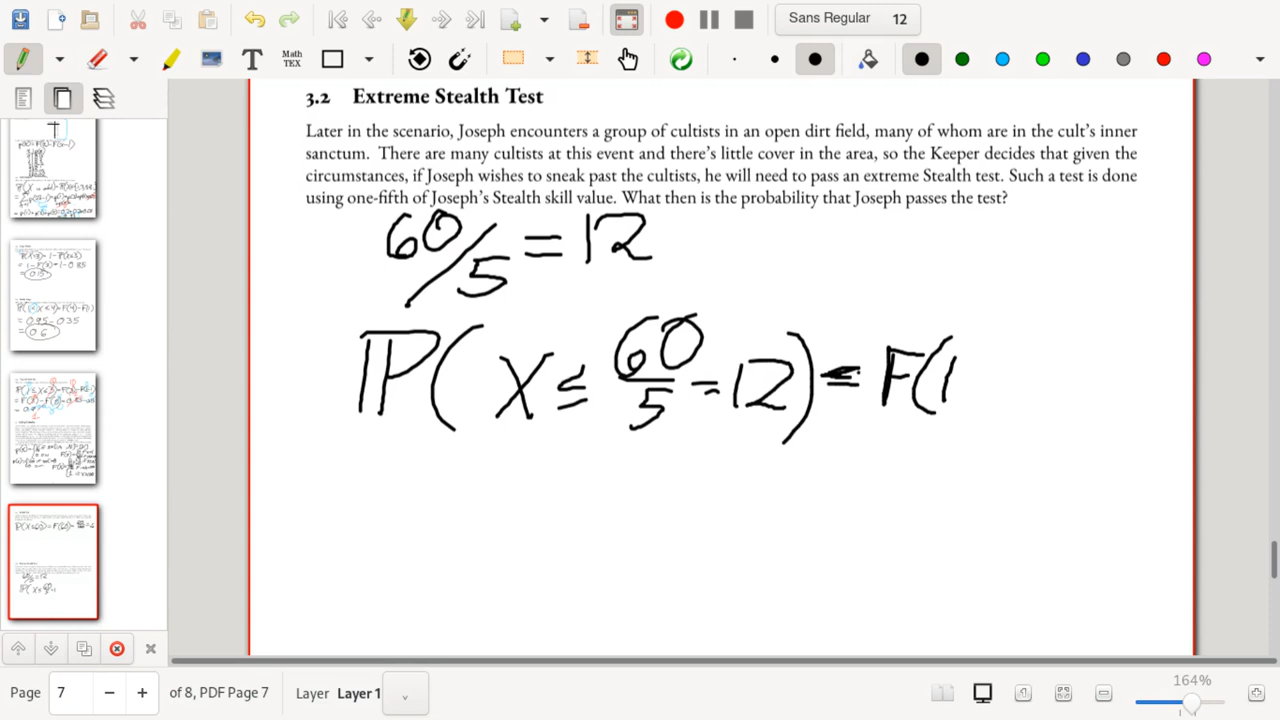 Sans Regular 12
T Math TEX
3.2 Extreme Stealth Test
Later in the scenario, Joseph encounters a group of cultists in an open dirt field, many of whom are in the cult's inner
sanctum. There are many cultists at this event and there's little cover in the area, so the Keeper decides that given the
circumstances, if Joseph wishes to sneak past the cultists, he will need to pass an extreme Stealth test. Such a test is done
using one-fifth of Joseph's Stealth skill value. What then is the probability that Joseph passes the test?
60/5 = 12
ℙ(X ≤ 60/5 = 12) = F(1
Page 7 of 8, PDF Page 7 Layer Layer 1 164%